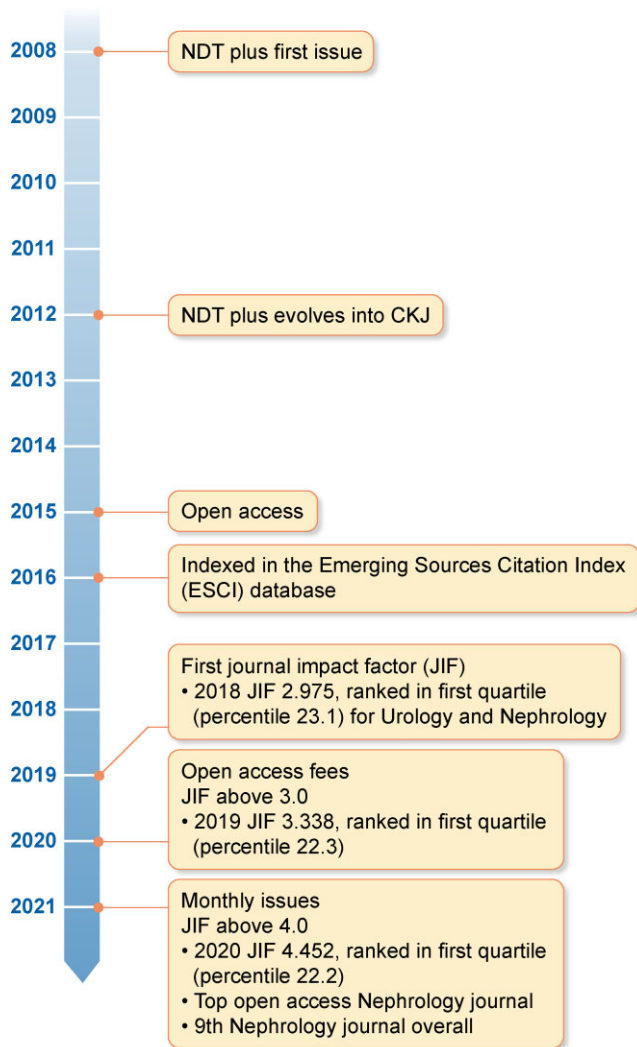 2008
NDT plus first issue
2009
2010
2011
2012
NDT plus evolves into CKJ
2013
2014
2015
Open access
2016
Indexed in the Emerging Sources Citation Index
(ESCI) database
2017
First journal impact factor (JIF)
• 2018 JIF 2.975, ranked in first quartile
(percentile 23.1) for Urology and Nephrology
2018
2019
Open access fees
JIF above 3.0
• 2019 JIF 3.338, ranked in first quartile
(percentile 22.3)
2020
2021
Monthly issues
JIF above 4.0
• 2020 JIF 4.452, ranked in first quartile
(percentile 22.2)
• Top open access Nephrology journal
• 9th Nephrology journal overall